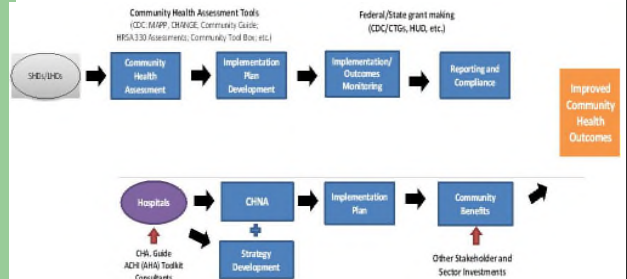 Community Health Assessment Tools
(CDC: MAPP, CHANGE, Community Guide;
HRSA330 Assessments; Community Tool Box; etc.)
Federal/State grant making
(CDC/CTGs, HUD, etc.)
SHDs/LHDs
Community
Health
Assessment
Implementation
Plan
Development
Implementation/
Outcomes
Monitoring
Reporting and
Compliance
Improved
Community
Health
Outcomes
Hospitals
CHNA
Implementation
Plan
Community
Benefits
Strategy
Development
CHA. Guide
ACHI (AHA) Toolkit
Consultants
Other Stakeholder and
Sector Investments